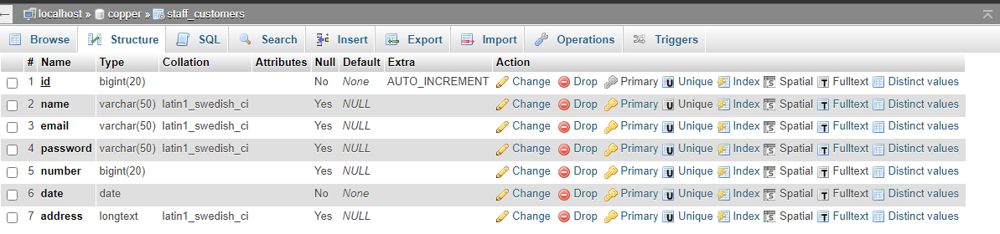 localhost » copper » staff_customers
Browse Structure SQL Search Insert Export Import Operations Triggers
# Name Type Collation Attributes Null Default Extra Action
1 id bigint(20) No None AUTO_INCREMENT Change Drop Primary Unique Index Spatial Fulltext Distinct values
2 name varchar(50) latin1_swedish_ci Yes NULL Change Drop Primary Unique Index Spatial Fulltext Distinct values
3 email varchar(50) latin1_swedish_ci Yes NULL Change Drop Primary Unique Index Spatial Fulltext Distinct values
4 password varchar(50) latin1_swedish_ci Yes NULL Change Drop Primary Unique Index Spatial Fulltext Distinct values
5 number bigint(20) Yes NULL Change Drop Primary Unique Index Spatial Fulltext Distinct values
6 date date No None Change Drop Primary Unique Index Spatial Fulltext Distinct values
7 address longtext latin1_swedish_ci Yes NULL Change Drop Primary Unique Index Spatial Fulltext Distinct values